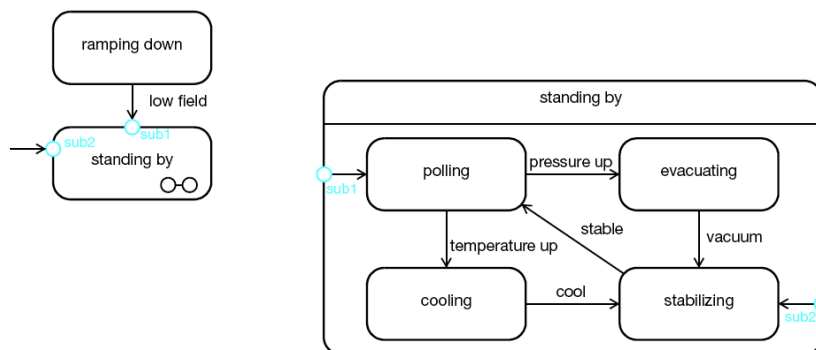 ramping down
low field
sub2
sub1
standing by
standing by
polling
pressure up
evacuating
sub1
stable
temperature up
vacuum
cooling
cool
stabilizing
sub2